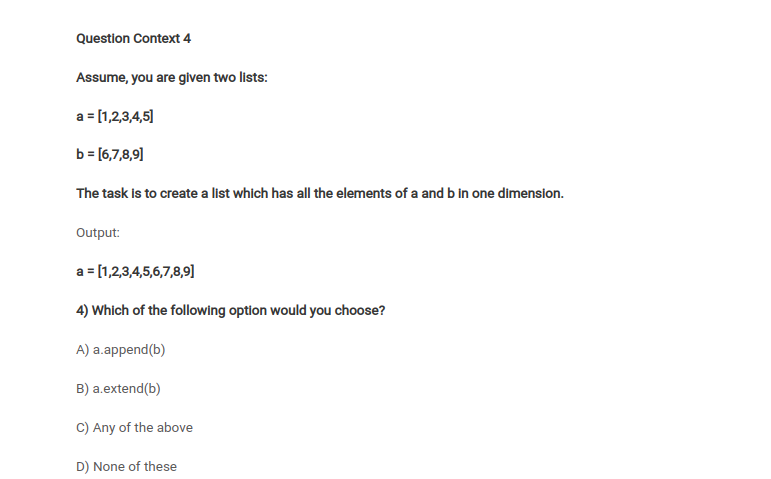 Question Context 4
Assume, you are given two lists:
a = [1,2,3,4,5]
b = [6,7,8,9]
The task is to create a list which has all the elements of a and b in one dimension.
Output:
a = [1,2,3,4,5,6,7,8,9]
4) Which of the following option would you choose?
A) a.append(b)
B) a.extend(b)
C) Any of the above
D) None of these